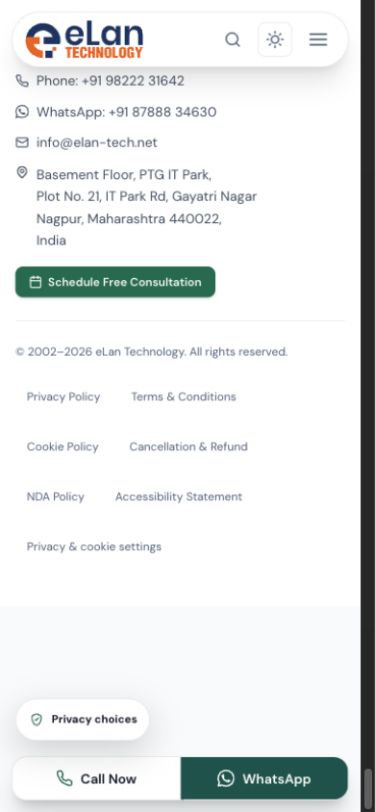 eLan
TECHNOLOGY
Phone: +91 98222 31642
WhatsApp: +91 87888 34630
info@elan-tech.net
Basement Floor, PTG IT Park,
Plot No. 21, IT Park Rd, Gayatri Nagar
Nagpur, Maharashtra 440022,
India
Schedule Free Consultation
© 2002–2026 eLan Technology. All rights reserved.
Privacy Policy Terms & Conditions
Cookie Policy Cancellation & Refund
NDA Policy Accessibility Statement
Privacy & cookie settings
Privacy choices
Call Now WhatsApp